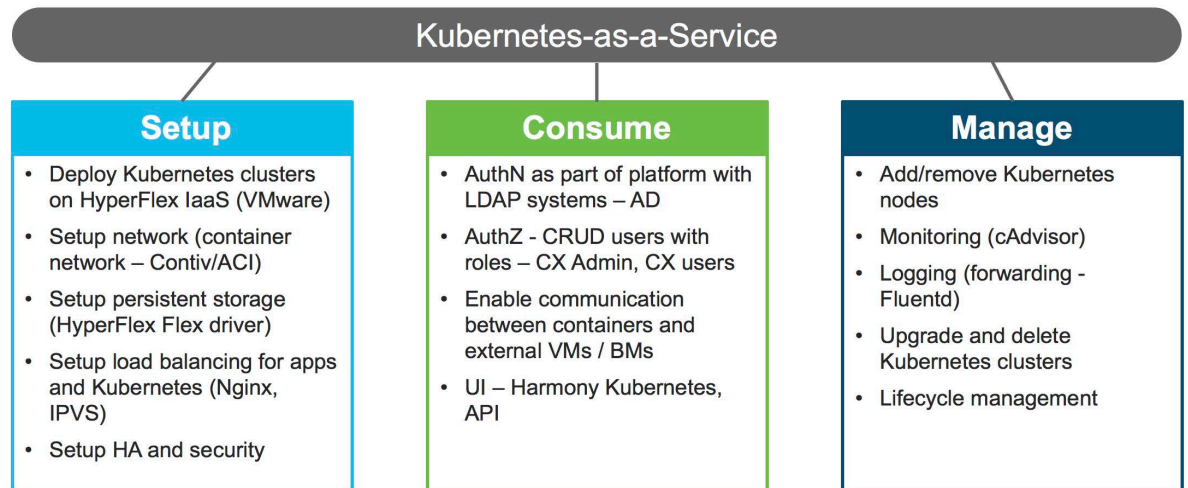 Kubernetes-as-a-Service
Setup
• Deploy Kubernetes clusters
on HyperFlex IaaS (VMware)
• Setup network (container
network – Contiv/ACI)
• Setup persistent storage
(HyperFlex Flex driver)
• Setup load balancing for apps
and Kubernetes (Nginx,
IPVS)
• Setup HA and security
Consume
• AuthN as part of platform with
LDAP systems – AD
• AuthZ - CRUD users with
roles – CX Admin, CX users
• Enable communication
between containers and
external VMs / BMs
• UI – Harmony Kubernetes,
API
Manage
• Add/remove Kubernetes
nodes
• Monitoring (cAdvisor)
• Logging (forwarding -
Fluentd)
• Upgrade and delete
Kubernetes clusters
• Lifecycle management